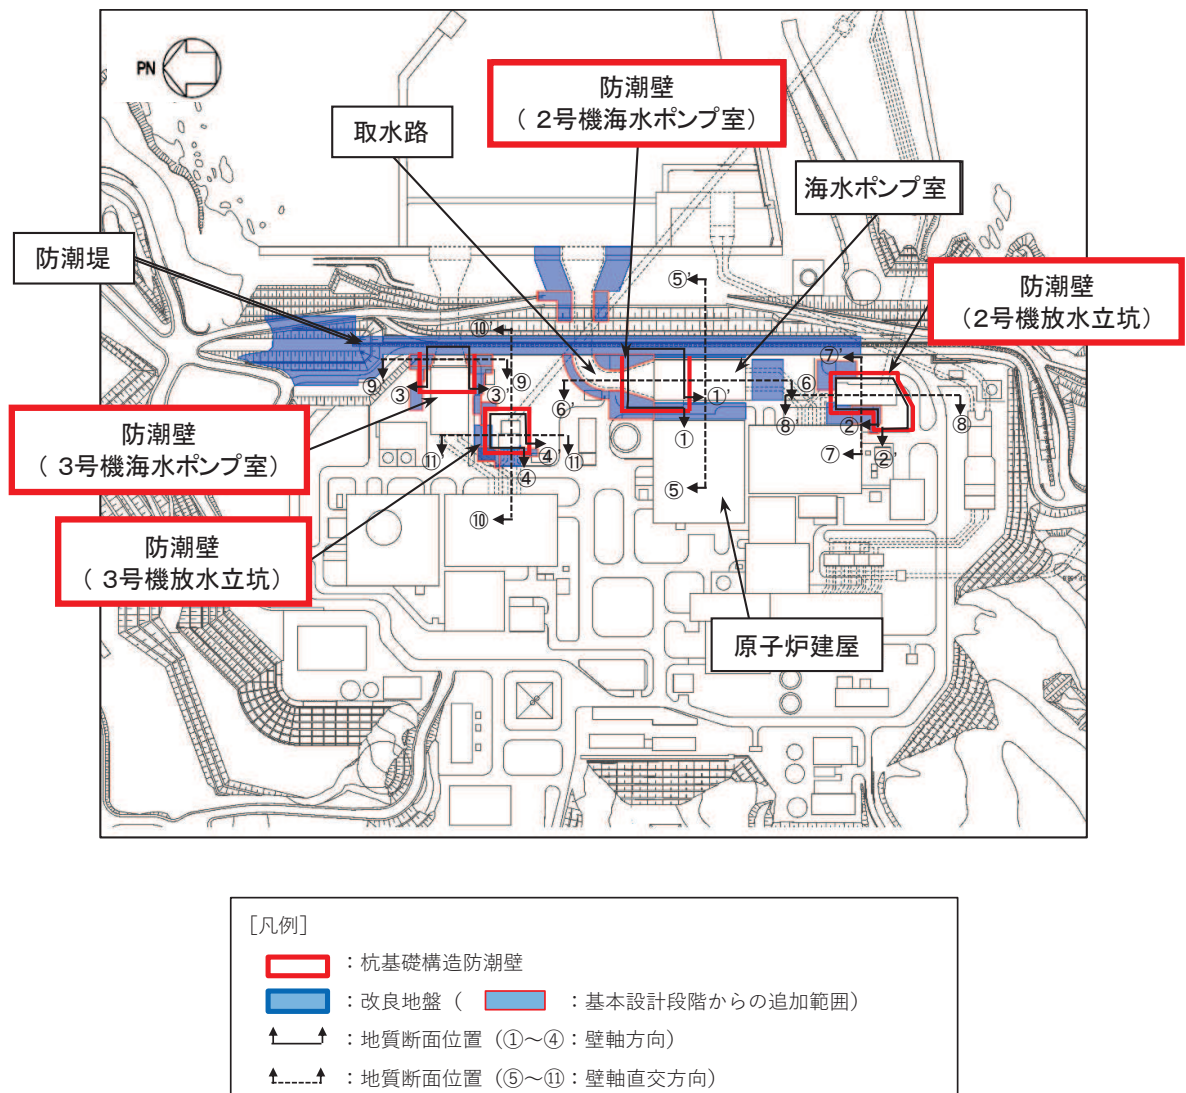 PN
防潮壁
（ 2号機海水ポンプ室）
取水路
海水ポンプ室
防潮堤
防潮壁
（2号機放水立坑）
⑤’
⑩’
⑦’
⑨’
⑨
③
③’
⑥’
⑥
①’
⑧’
⑧
①
②
②’
⑪’
⑪
④’
④
⑦
⑤
⑩
防潮壁
（ 3号機海水ポンプ室）
防潮壁
（ 3号機放水立坑）
原子炉建屋
［凡例］
：杭基礎構造防潮壁
：改良地盤（ ：基本設計段階からの追加範囲）
：地質断面位置（①～④：壁軸方向）
：地質断面位置（⑤～⑪：壁軸直交方向）